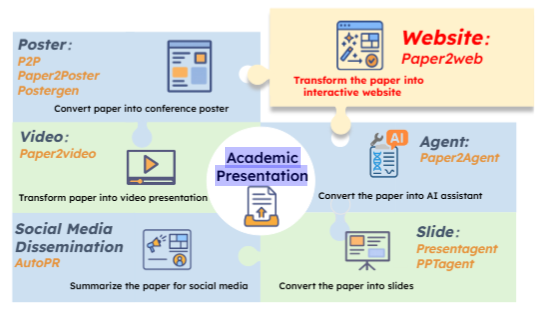 Poster:
P2P
Paper2Poster
Postergen
Convert paper into conference poster
Website:
Paper2web
Transform the paper into
interactive website
Video:
Paper2video
Transform paper into video presentation
Academic
Presentation
AI
Agent:
Paper2Agent
Convert the paper into AI assistant
Social Media
Dissemination
AutoPR
Summarize the paper for social media
Slide:
Presentagent
PPTagent
Convert the paper into slides